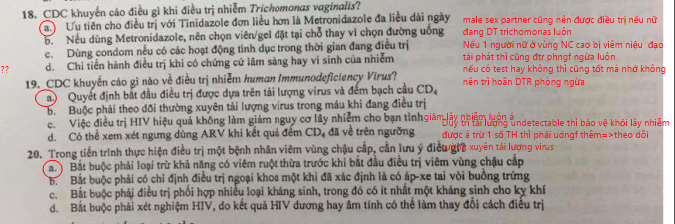 18. CDC khuyến cáo điều gì khi điều trị nhiễm Trichomonas vaginalis?
a. Ưu tiên cho điều trị với Tinidazole đơn liều hơn là Metronidazole đa liều dài ngày
b. Nếu dùng Metronidazole, nên chọn viên/gel đặt tại chỗ thay vì chọn đường uống
c. Dùng condom nếu có các hoạt động tình dục trong thời gian đang điều trị
d. Chỉ tiến hành điều trị khi có chứng cứ lâm sàng hay vi sinh của nhiễm
male sex partner cũng nên được điều trị nếu nữ
đang DT trichomonas luôn
Nếu 1 người nữ ở vùng NC cao bị viêm niệu đạo
tái phát thì cũng đtr phngf ngừa luôn
nếu có test hay không thì cũng tốt mà nhớ không
nên trì hoãn DTR phòng ngừa
??
19. CDC khuyến cáo gì nào về điều trị nhiễm human Immunodeficiency Virus?
a. Quyết định bắt đầu điều trị được dựa trên tải lượng virus và đếm bạch cầu CD4
b. Buộc phải theo dõi thường xuyên tải lượng virus trong máu khi đang điều trị
c. Việc điều trị HIV hiệu quả không làm giảm nguy cơ lây nhiễm cho bạn tình
d. Có thể xem xét ngưng dùng ARV khi kết quả đếm CD4 đã về trên ngưỡng
giảm lây nhiễm luôn á
Duy trì tải lượng undetectable thì bảo vệ khỏi lây nhiễm
được á trừ 1 số TH thì phải udngf thêm=>theo dõi
thường xuyên tải lượng virus
20. Trong tiến trình thực hiện điều trị một bệnh nhân viêm vùng chậu cấp, cần lưu ý điều gì?
a. Bắt buộc phải loại trừ khả năng có viêm ruột thừa trước khi bắt đầu điều trị viêm vùng chậu cấp
b. Bắt buộc phải có chỉ định điều trị ngoại khoa một khi đã xác định là có áp-xe tai vòi buồng trứng
c. Bắt buộc phải điều trị phối hợp nhiều loại kháng sinh, trong đó có ít nhất một kháng sinh cho kỵ khí
d. Bắt buộc phải xét nghiệm HIV, do kết quả HIV dương hay âm tính có thể làm thay đổi cách điều trị